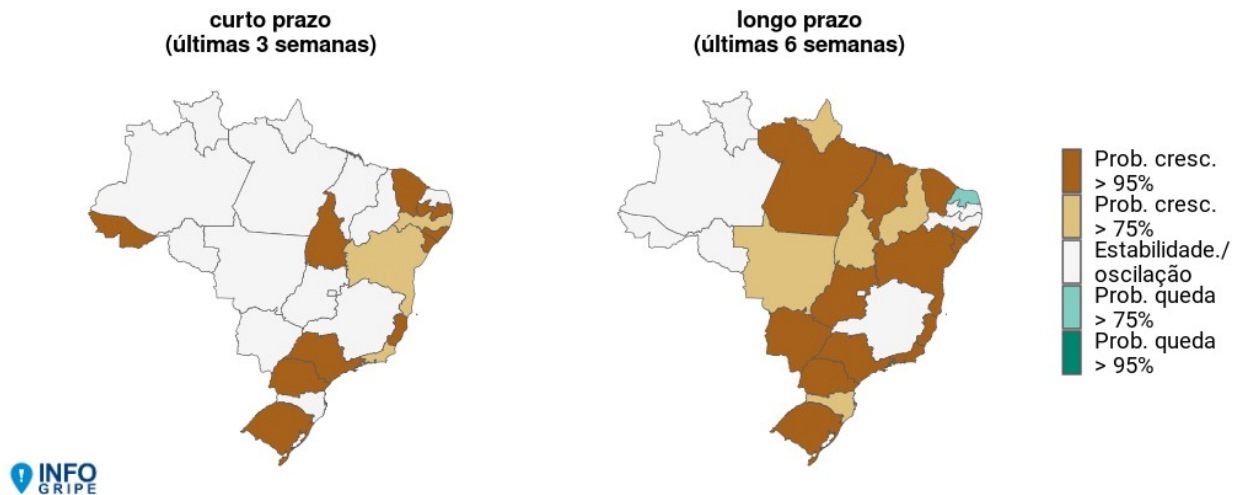 curto prazo
(últimas 3 semanas)
longo prazo
(últimas 6 semanas)
Prob. cresc.
> 95%
Prob. cresc.
> 75%
Estabilidade./
oscilação
Prob. queda
> 75%
Prob. queda
> 95%
INFO
GRIPE